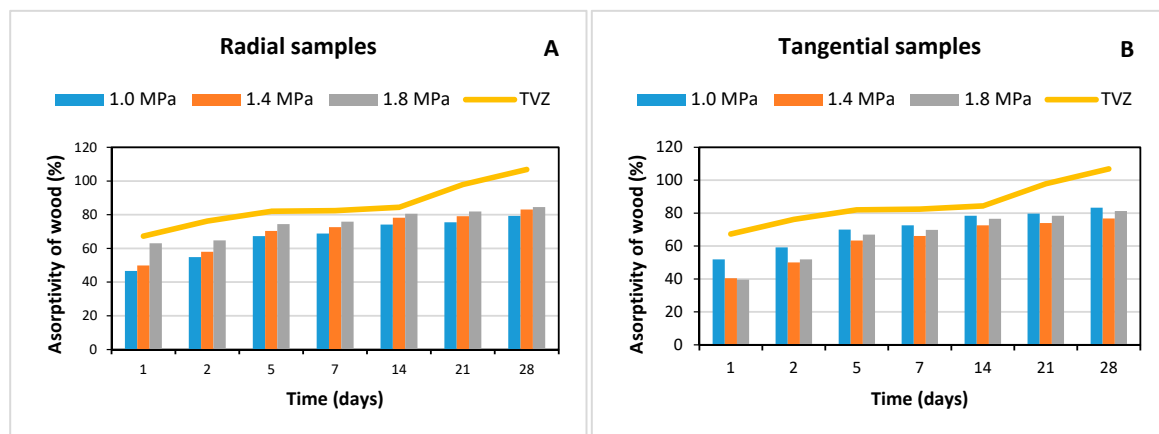 Radial samples
A
1.0 MPa 1.4 MPa 1.8 MPa TVZ
Asorptivity of wood (%)
120
100
80
60
40
20
0
1 2 5 7 14 21 28
Time (days)
Tangential samples
B
1.0 MPa 1.4 MPa 1.8 MPa TVZ
Asorptivity of wood (%)
120
100
80
60
40
20
0
1 2 5 7 14 21 28
Time (days)